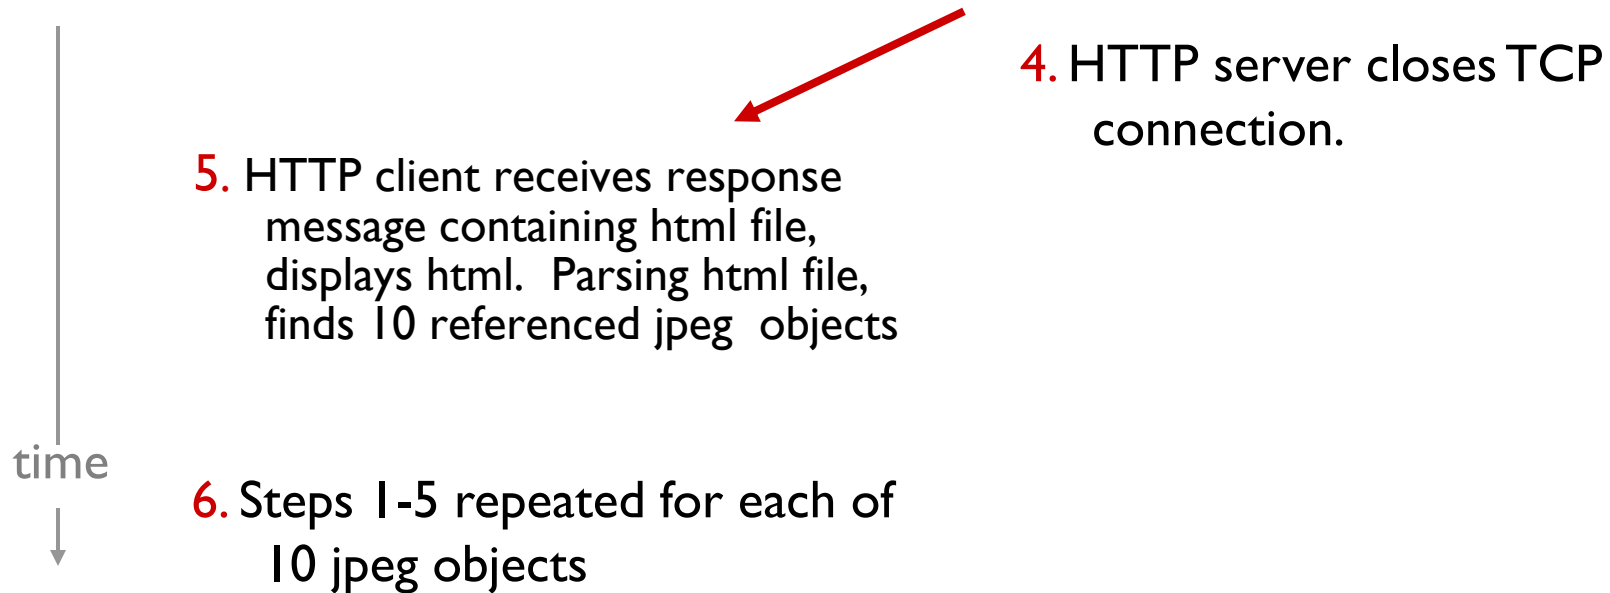 4. HTTP server closes TCP
connection.
5. HTTP client receives response
message containing html file,
displays html.  Parsing html file,
finds 10 referenced jpeg  objects
time
6. Steps 1-5 repeated for each of
10 jpeg objects